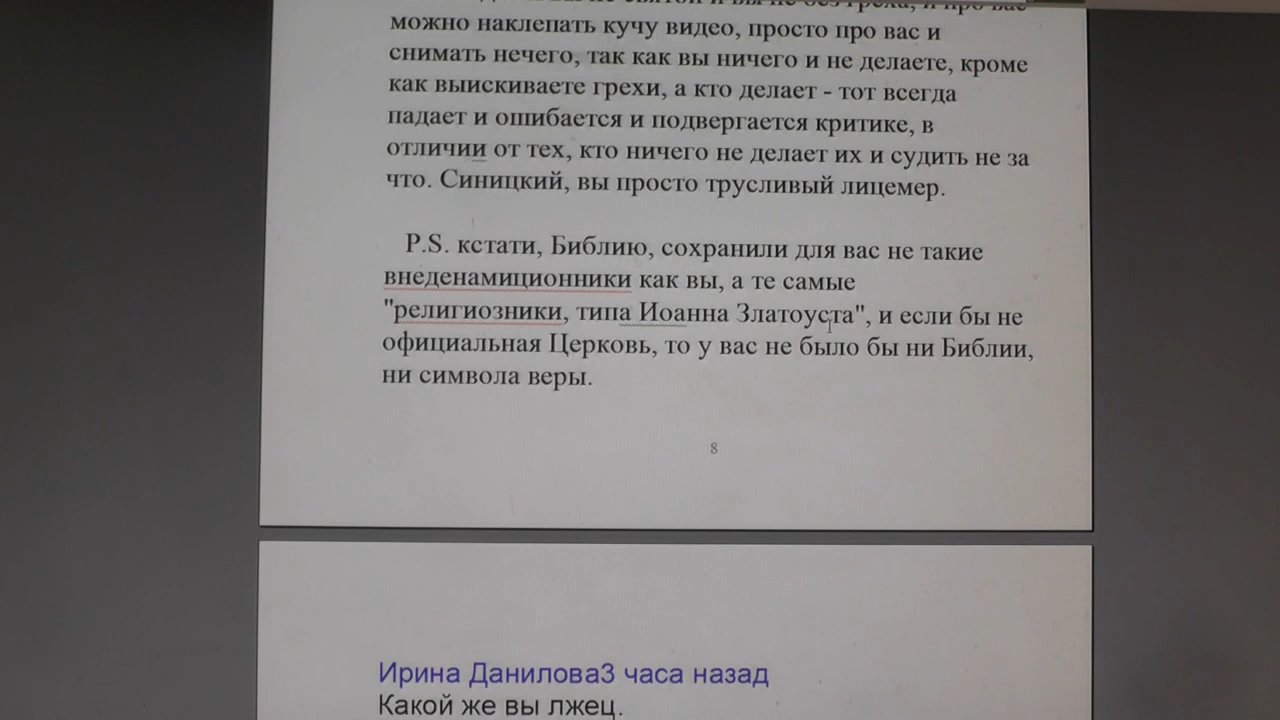 можно наклепать кучу видео, просто про вас и
снимать нечего, так как вы ничего и не делаете, кроме
как выискиваете грехи, а кто делает - тот всегда
падает и ошибается и подвергается критике, в
отличии от тех, кто ничего не делает их и судить не за
что. Синицкий, вы просто трусливый лицемер.
P.S. кстати, Библию, сохранили для вас не такие
внеденамиционники как вы, а те самые
"религиозники, типа Иоанна Златоуста", и если бы не
официальная Церковь, то у вас не было бы ни Библии,
ни символа веры.
8
Ирина Данилова3 часа назад
Какой же вы лжец.